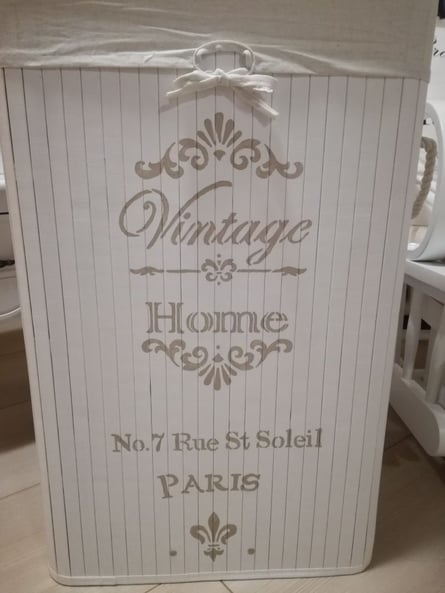 Vintage
Home
No.7 Rue St Soleil
PARIS